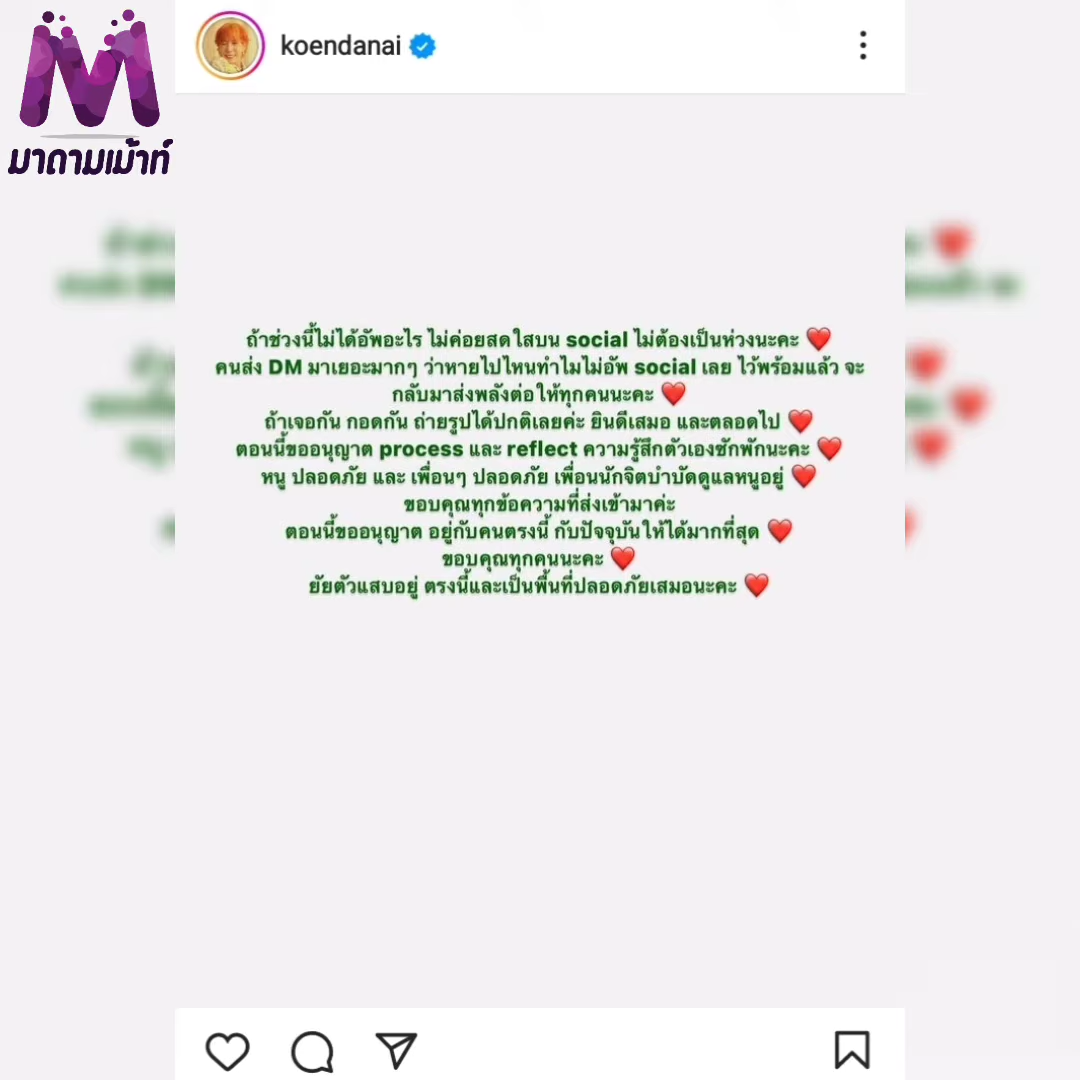 มาดามเม้าท์
koendanai
ถ้าช่วงนี้ไม่ได้อัพอะไร ไม่ค่อยสดใสบน social ไม่ต้องเป็นห่วงนะคะ ❤️
คนส่ง DM มาเยอะมากๆ ว่าหายไปไหนทำไมไม่อัพ social เลย ไว้พร้อมแล้ว จะ
กลับมาส่งพลังต่อให้ทุกคนนะคะ ❤️
ถ้าเจอกัน กอดกัน ถ่ายรูปได้ปกติเลยค่ะ ยินดีเสมอ และตลอดไป ❤️
ตอนนี้ขออนุญาต process และ reflect ความรู้สึกตัวเองซักพักนะคะ ❤️
หนู ปลอดภัย และ เพื่อนๆ ปลอดภัย เพื่อนนักจิตบำบัดดูแลหนูอยู่ ❤️
ขอบคุณทุกข้อความที่ส่งเข้ามาค่ะ
ตอนนี้ขออนุญาต อยู่กับคนตรงนี้ กับปัจจุบันให้ได้มากที่สุด ❤️
ขอบคุณทุกคนนะคะ ❤️
ยัยตัวแสบอยู่ ตรงนี้และเป็นพื้นที่ปลอดภัยเสมอนะคะ ❤️